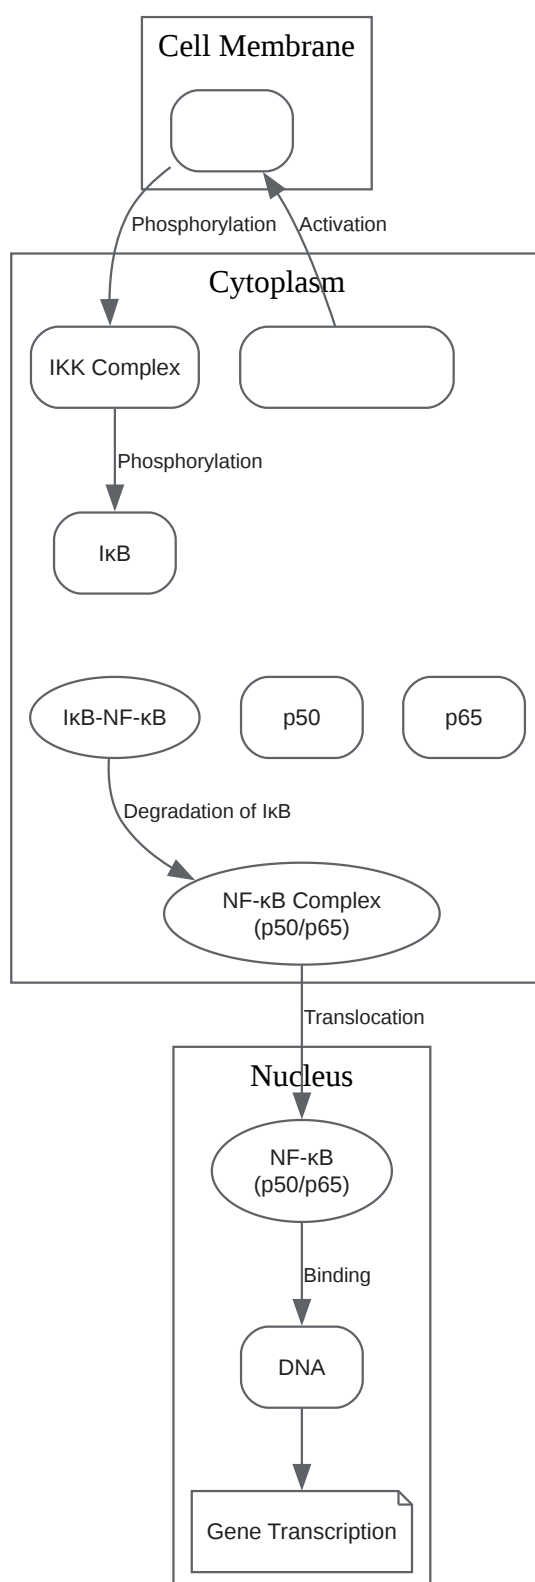 Cell Membrane
Phosphorylation
Activation
Cytoplasm
IKK Complex
Phosphorylation
IκB
IκB-NF-κB
p50
p65
Degradation of IκB
NF-κB Complex
(p50/p65)
Translocation
Nucleus
NF-κB
(p50/p65)
Binding
DNA
Gene Transcription